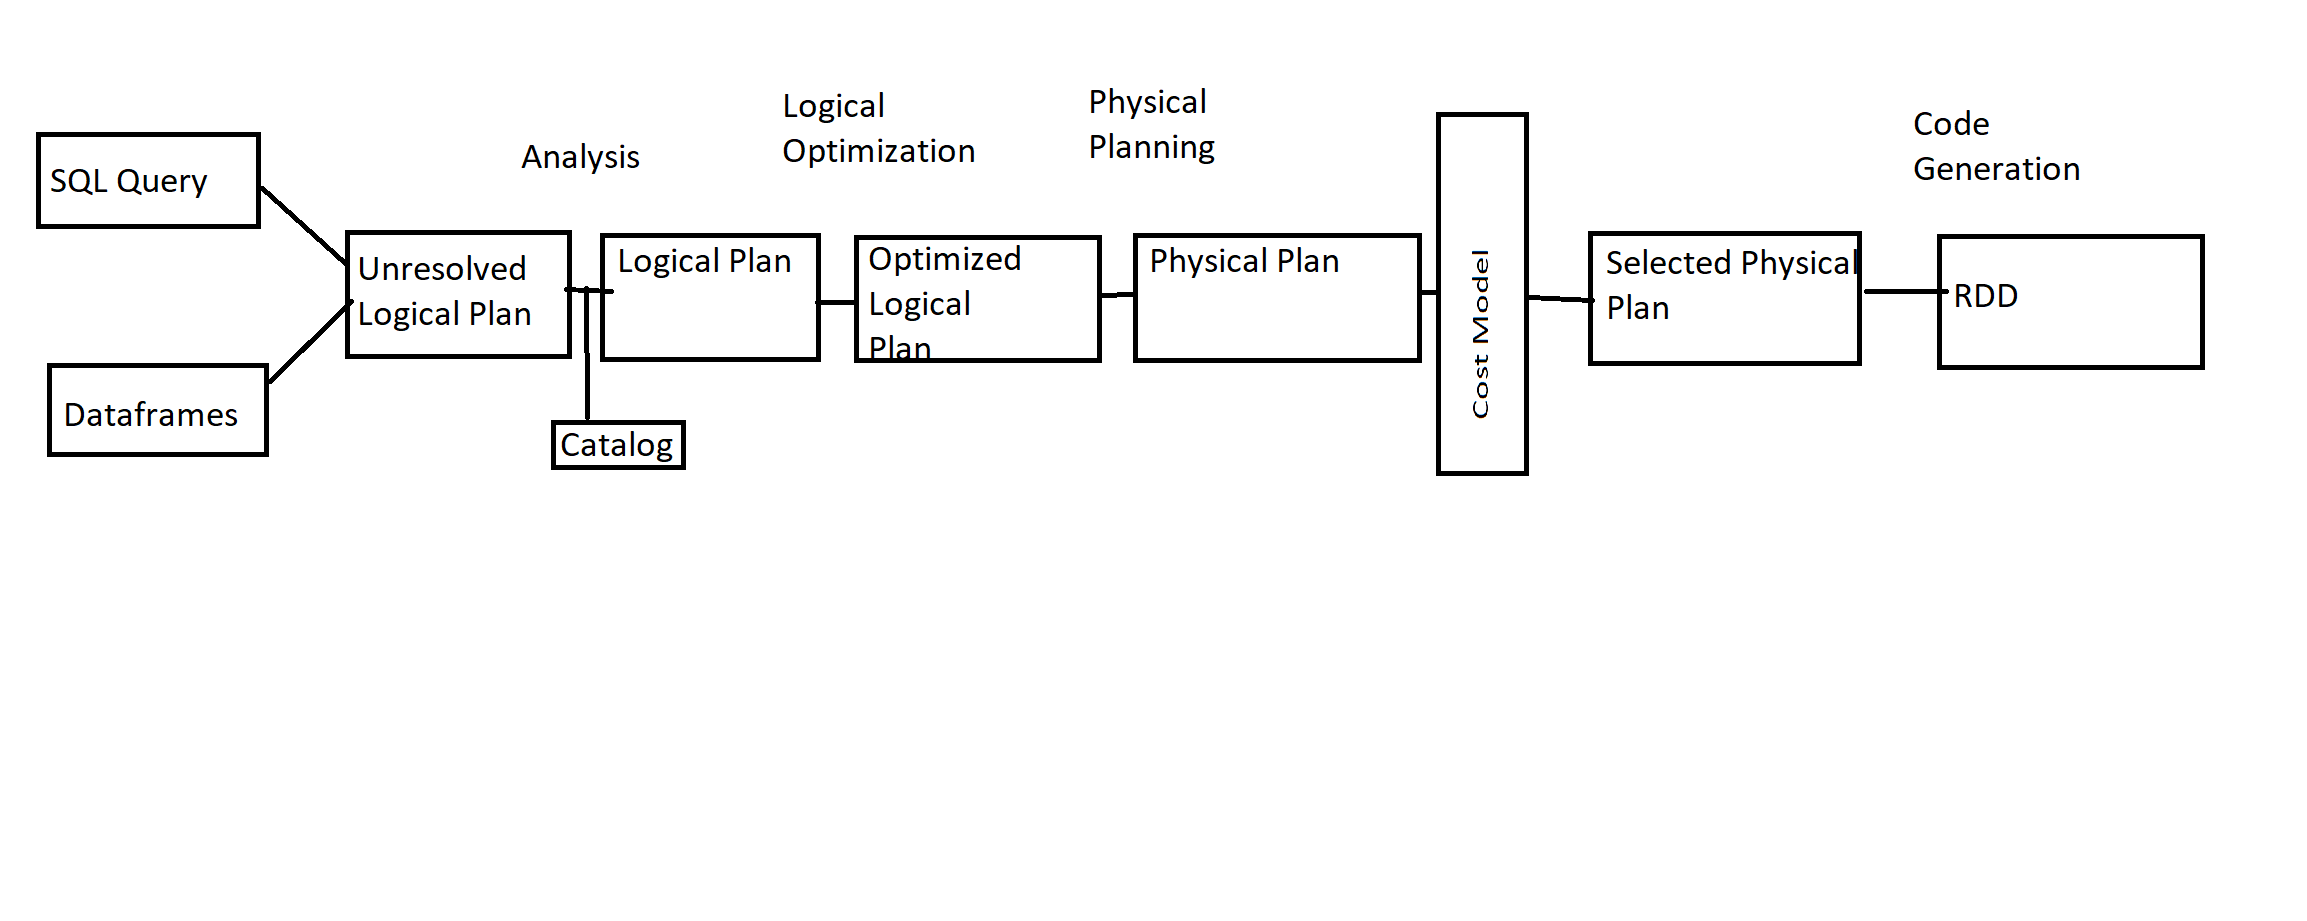 SQL Query
Dataframes
Unresolved
Logical Plan
Analysis
Catalog
Logical Plan
Logical
Optimization
Optimized
Logical
Plan
Physical
Planning
Physical Plan
Cost Model
Selected Physical
Plan
Code
Generation
RDD